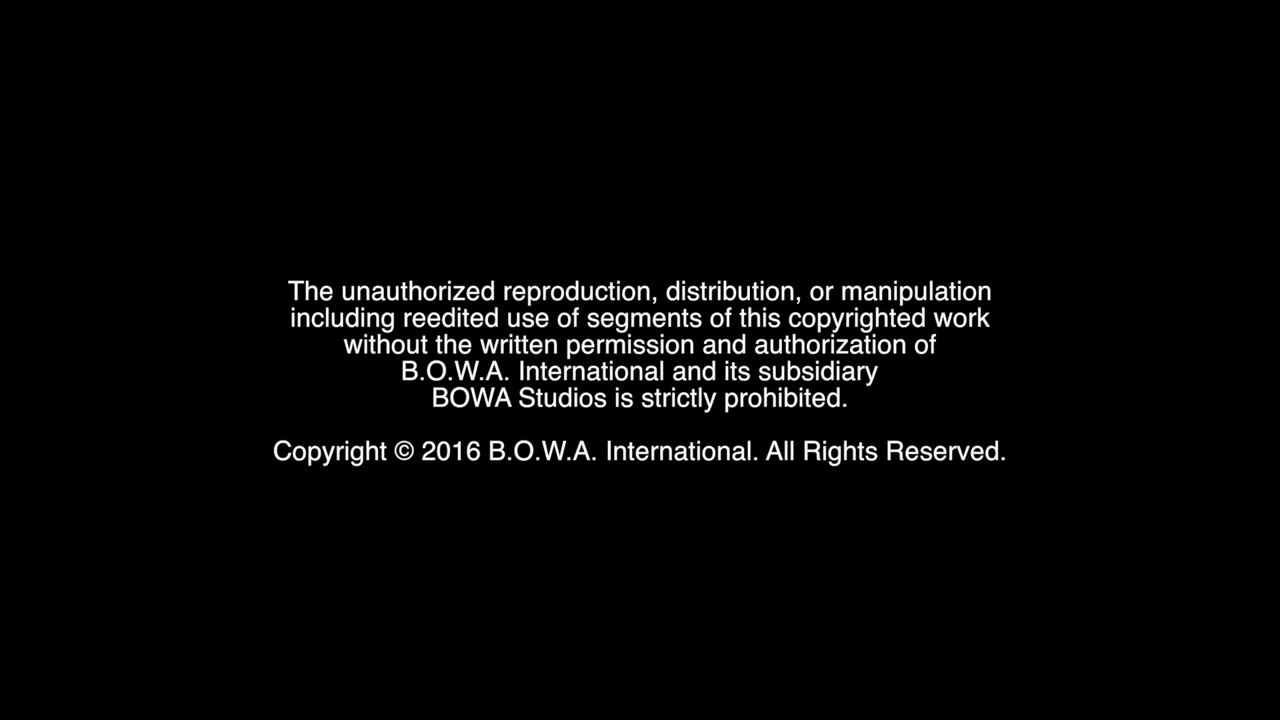 The unauthorized reproduction, distribution, or manipulation
including reedited use of segments of this copyrighted work
without the written permission and authorization of
B.O.W.A. International and its subsidiary
BOWA Studios is strictly prohibited.
Copyright © 2016 B.O.W.A. International. All Rights Reserved.